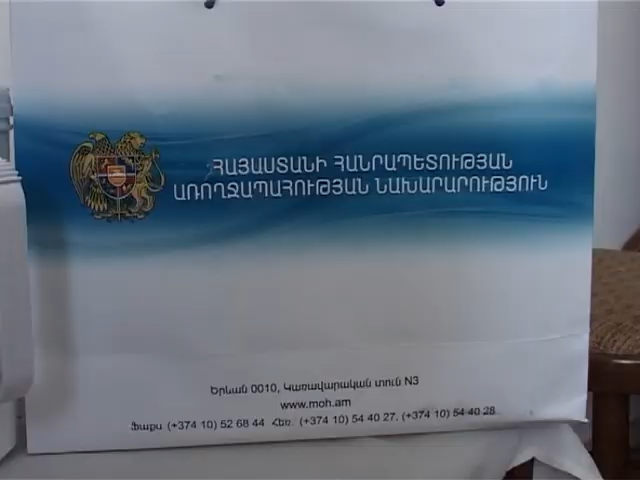 ՀԱՅԱՍՏԱՆԻ ՀԱՆՐԱՊԵՏՈՒԹՅԱՆ
ԱՌՈՂՋԱՊԱՀՈՒԹՅԱՆ ՆԱԽԱՐԱՐՈՒԹՅՈՒՆ
Երևան 0010, Կառավարական տուն N3
www.moh.am
Ֆաքս (+374 10) 52 68 44 Հեռ. (+374 10) 54 40 27, (+374 10) 54 40 28